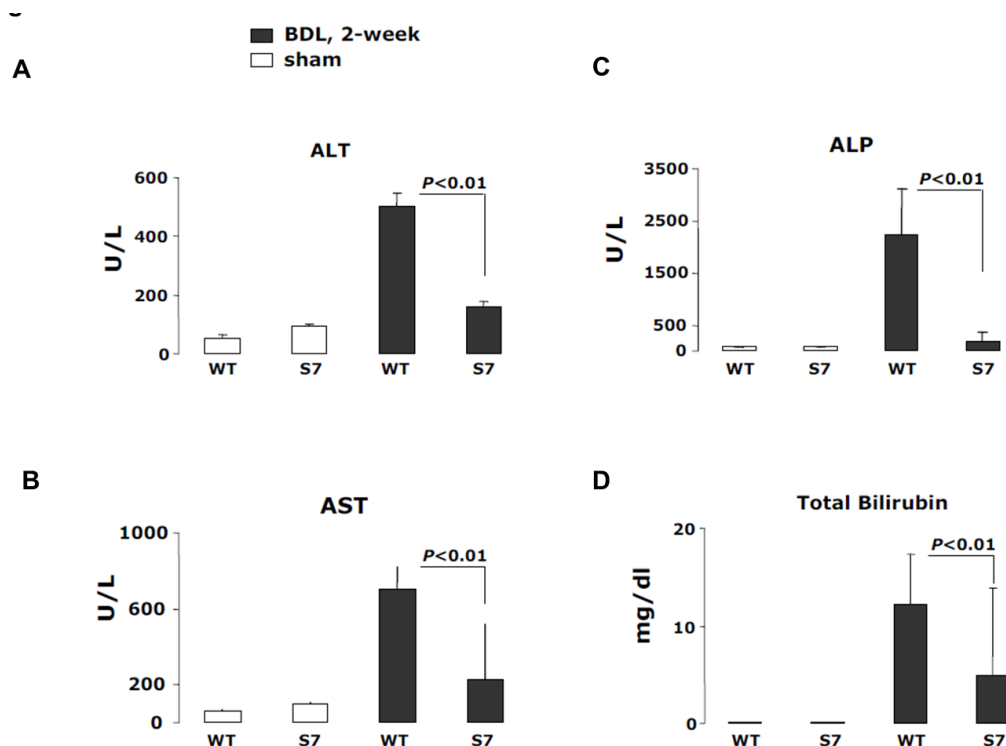 BDL, 2-week
sham
A
ALT
U/L
600
400
200
0
P<0.01
WT S7 WT S7
C
ALP
U/L
3500
2500
1500
500
0
P<0.01
WT S7 WT S7
B
AST
U/L
1000
600
200
0
P<0.01
WT S7 WT S7
D
Total Bilirubin
mg/dl
20
10
0
P<0.01
WT S7 WT S7